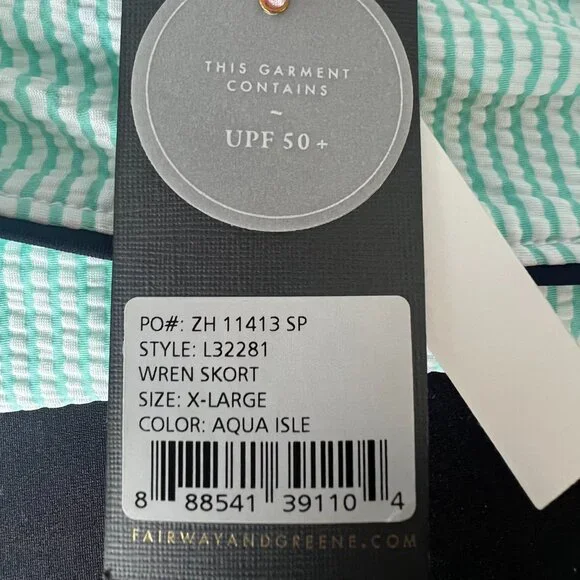 THIS GARMENT
CONTAINS
~
UPF 50+
PO#: ZH 11413 SP
STYLE: L32281
WREN SKORT
SIZE: X-LARGE
COLOR: AQUA ISLE
8 88541 39110 4
FAIRWAYANDGREENE.COM